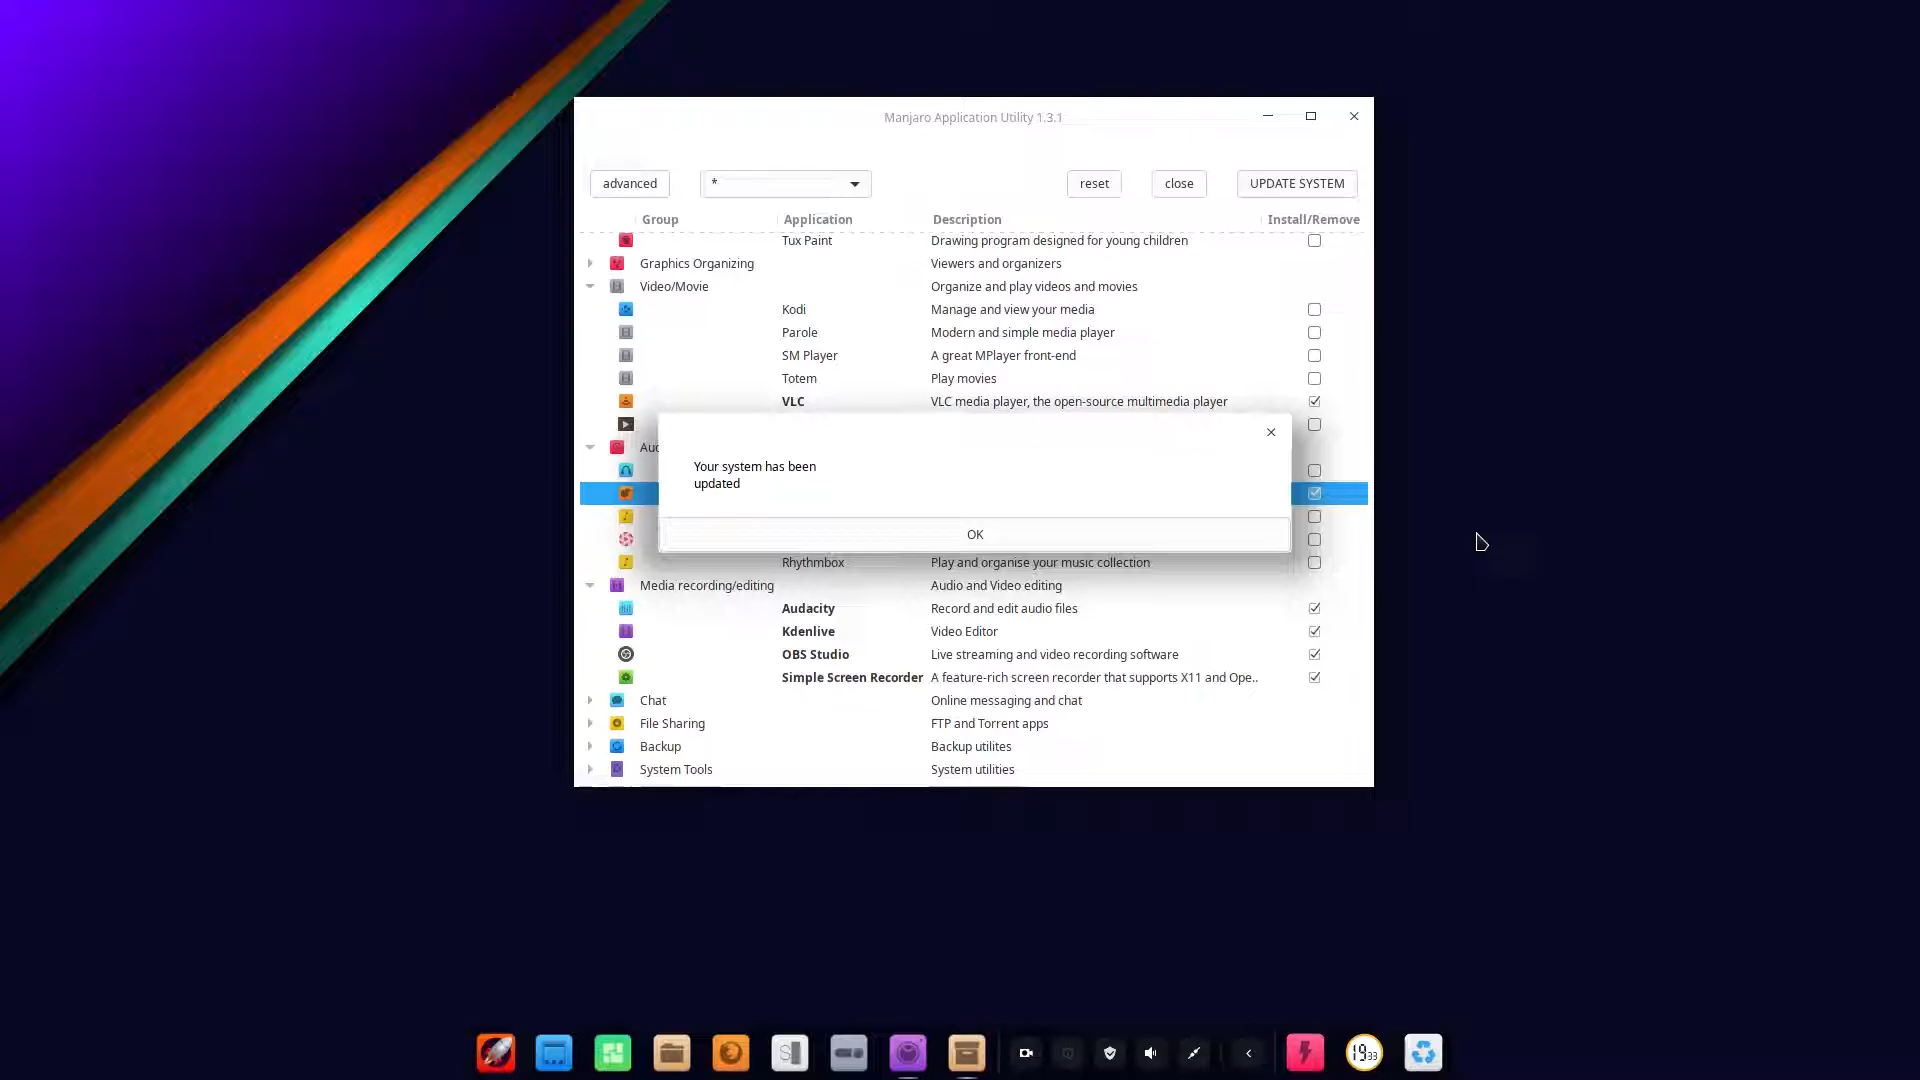 Manjaro Application Utility 1.3.1
advanced * reset close UPDATE SYSTEM
Group Application Description Install/Remove
Tux Paint Drawing program designed for young children
Graphics Organizing Viewers and organizers
Video/Movie Organize and play videos and movies
Kodi Manage and view your media
Parole Modern and simple media player
SM Player A great MPlayer front-end
Totem Play movies
VLC VLC media player, the open-source multimedia player
Your system has been
updated
OK
Rhythmbox Play and organise your music collection
Media recording/editing Audio and Video editing
Audacity Record and edit audio files
Kdenlive Video Editor
OBS Studio Live streaming and video recording software
Simple Screen Recorder A feature-rich screen recorder that supports X11 and Ope..
Chat Online messaging and chat
File Sharing FTP and Torrent apps
Backup Backup utilites
System Tools System utilities
19 33